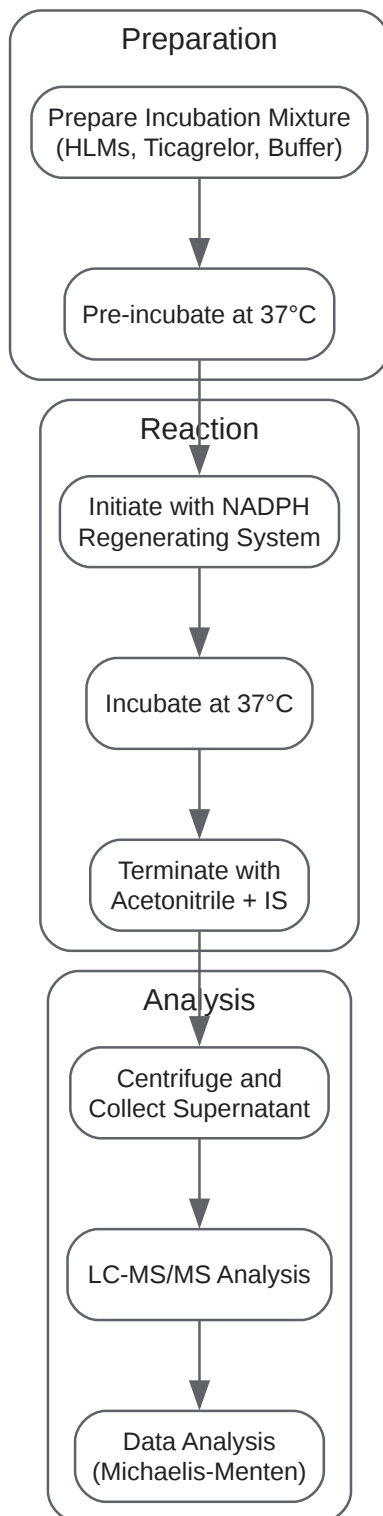 Preparation
Prepare Incubation Mixture
(HLMs, Ticagrelor, Buffer)
Pre-incubate at 37°C
Reaction
Initiate with NADPH
Regenerating System
Incubate at 37°C
Terminate with
Acetonitrile + IS
Analysis
Centrifuge and
Collect Supernatant
LC-MS/MS Analysis
Data Analysis
(Michaelis-Menten)